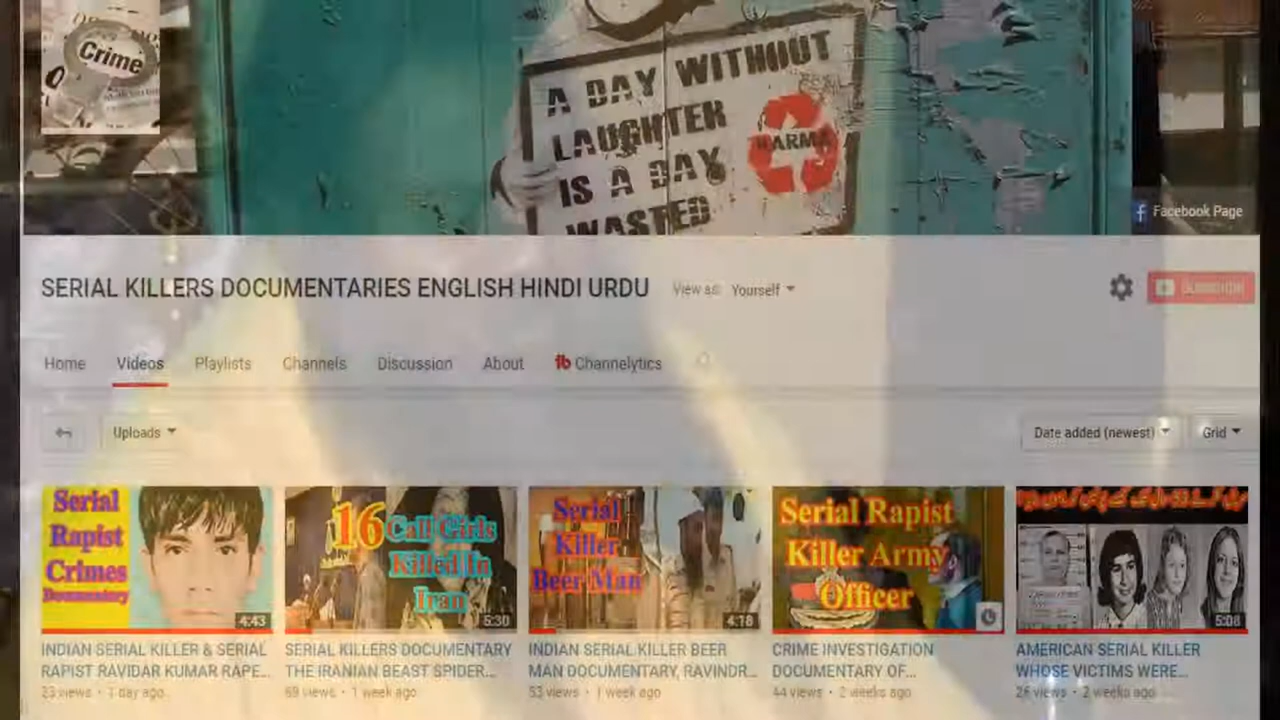 Crime
A DAY WITHOUT
LAUGHTER
IS A DAY
WASTED
KARMA
Facebook Page
SERIAL KILLERS DOCUMENTARIES ENGLISH HINDI URDU
View as: Yourself
Subscribe
Home Videos Playlists Channels Discussion About Channelytics
Uploads
Date added (newest) Grid
Serial
Rapist
Crimes
Documentary
4:43
16 Call Girls
Killed In
Iran
5:30
Serial
Killer
Beer Man
4:18
Serial Rapist
Killer Army
Officer
5:08
INDIAN SERIAL KILLER & SERIAL
RAPIST RAVIDAR KUMAR RAPE...
23 views • 1 day ago
SERIAL KILLERS DOCUMENTARY
THE IRANIAN BEAST SPIDER...
69 views • 1 week ago
INDIAN SERIAL KILLER BEER
MAN DOCUMENTARY, RAVINDR...
53 views • 1 week ago
CRIME INVESTIGATION
DOCUMENTARY OF...
44 views • 2 weeks ago
AMERICAN SERIAL KILLER
WHOSE VICTIMS WERE...
26 views • 2 weeks ago